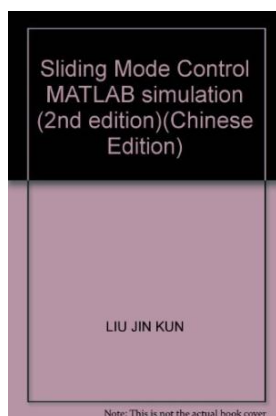 Sliding Mode Control
MATLAB simulation
(2nd edition)(Chinese
Edition)
LIU JIN KUN
Note: This is not the actual book cover